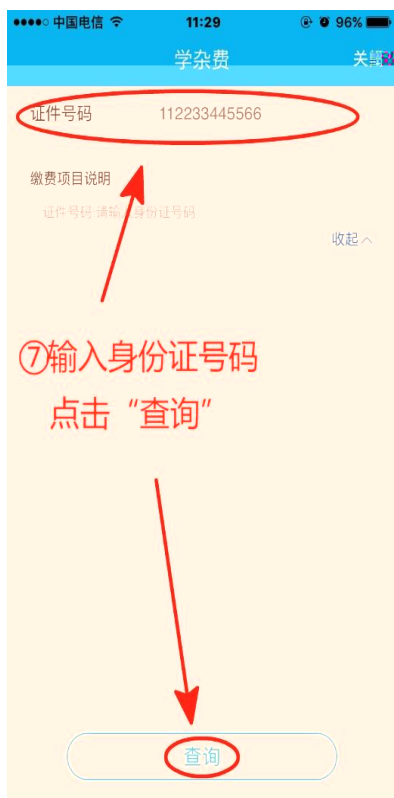 中国电信 11:29 96%
学杂费
证件号码 112233445566
缴费项目说明
证件号码 请输入身份证号码
收起
⑦输入身份证号码
点击“查询”
查询